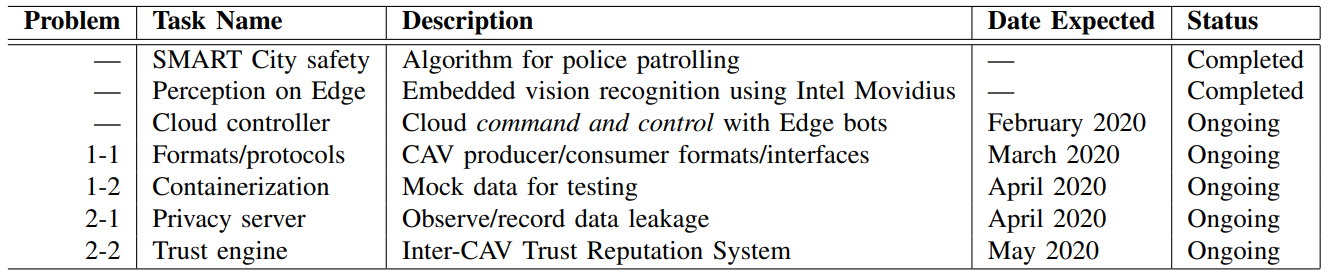 Problem Task Name Description Date Expected Status
— SMART City safety Algorithm for police patrolling — Completed
— Perception on Edge Embedded vision recognition using Intel Movidius — Completed
— Cloud controller Cloud command and control with Edge bots February 2020 Ongoing
1-1 Formats/protocols CAV producer/consumer formats/interfaces March 2020 Ongoing
1-2 Containerization Mock data for testing April 2020 Ongoing
2-1 Privacy server Observe/record data leakage April 2020 Ongoing
2-2 Trust engine Inter-CAV Trust Reputation System May 2020 Ongoing